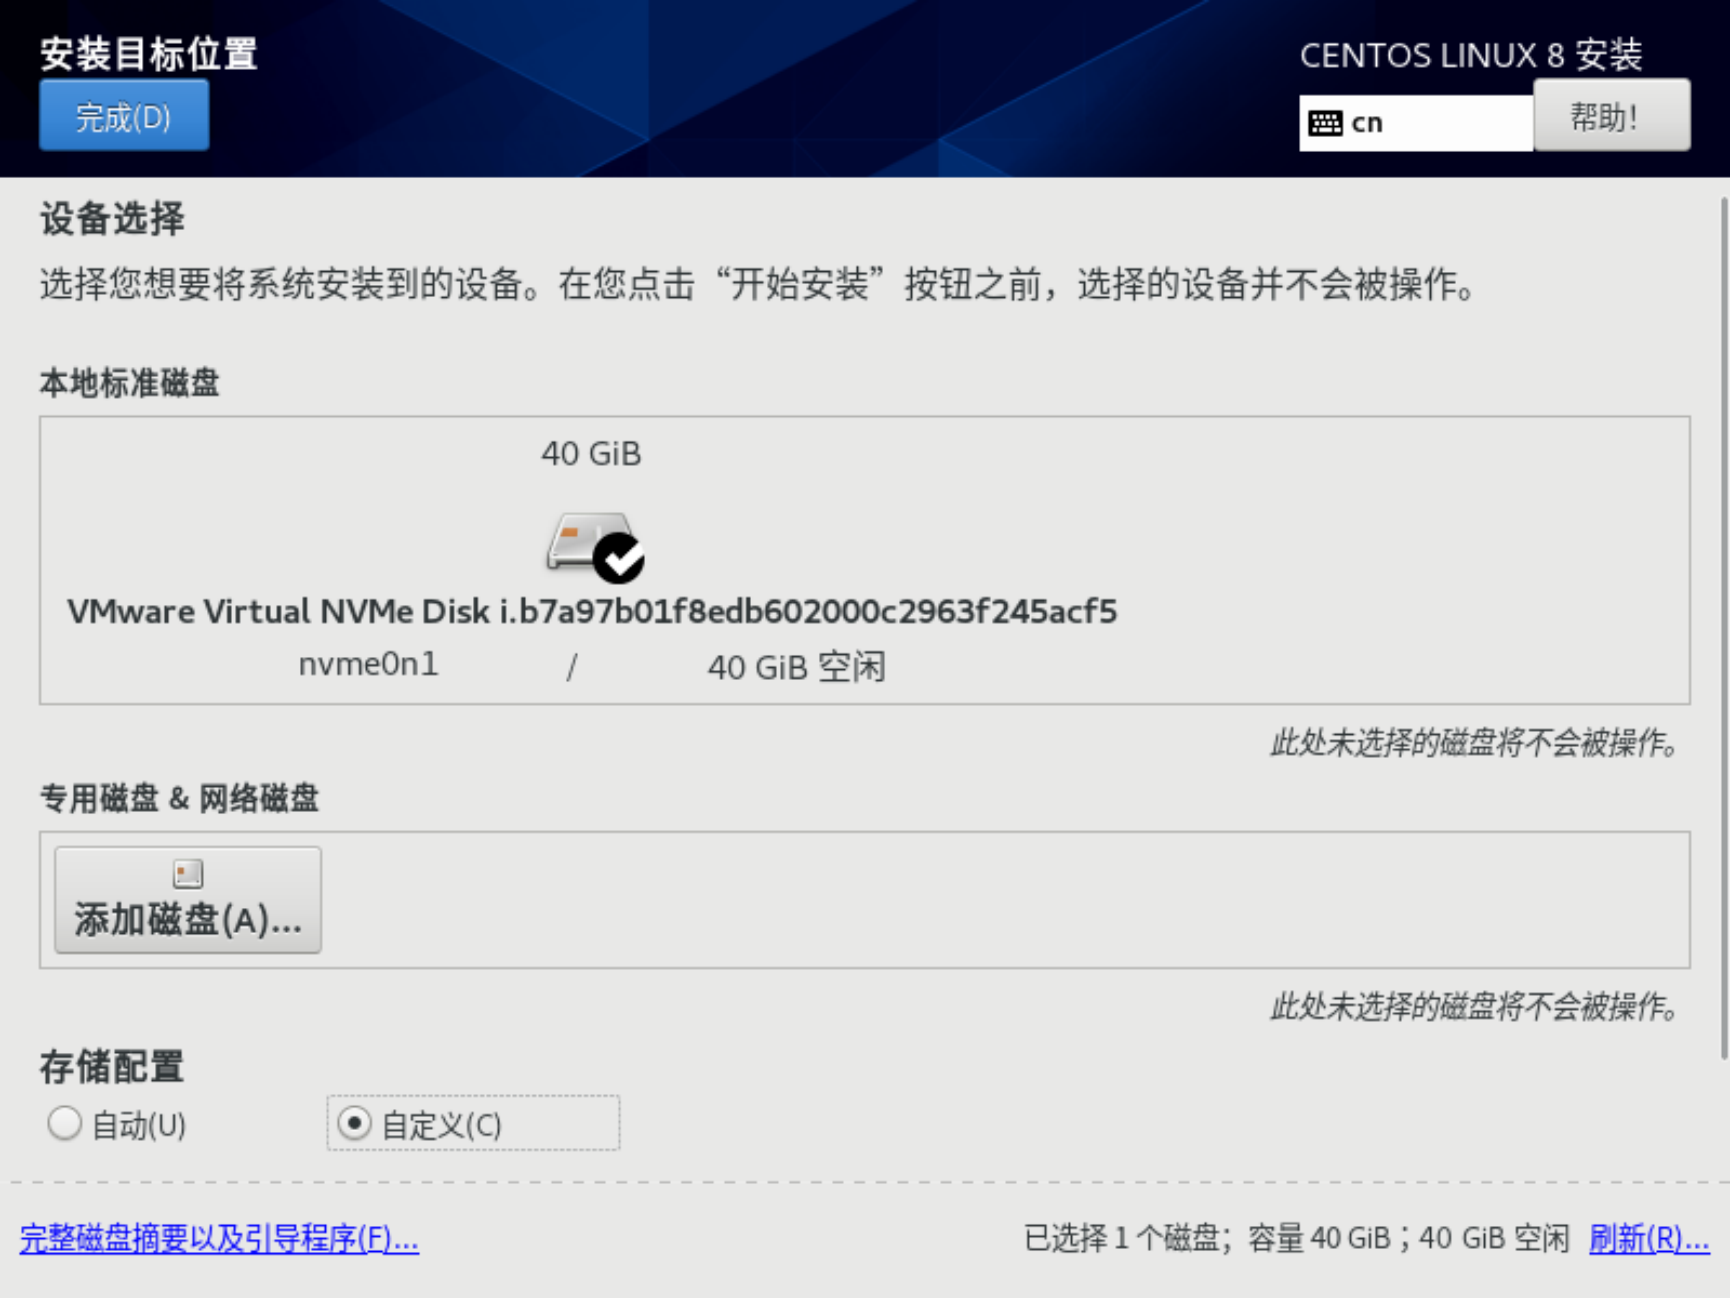 安装目标位置
CENTOS LINUX 8 安装
完成(D)
cn
帮助！
设备选择
选择您想要将系统安装到的设备。在您点击“开始安装”按钮之前，选择的设备并不会被操作。
本地标准磁盘
40 GiB
VMware Virtual NVMe Disk i.b7a97b01f8edb602000c2963f245acf5
nvme0n1 / 40 GiB 空闲
此处未选择的磁盘将不会被操作。
专用磁盘 & 网络磁盘
添加磁盘(A)...
此处未选择的磁盘将不会被操作。
存储配置
自动(U) 自定义(C)
完整磁盘摘要以及引导程序(F)... 已选择 1 个磁盘；容量 40 GiB；40 GiB 空闲 刷新(R)...